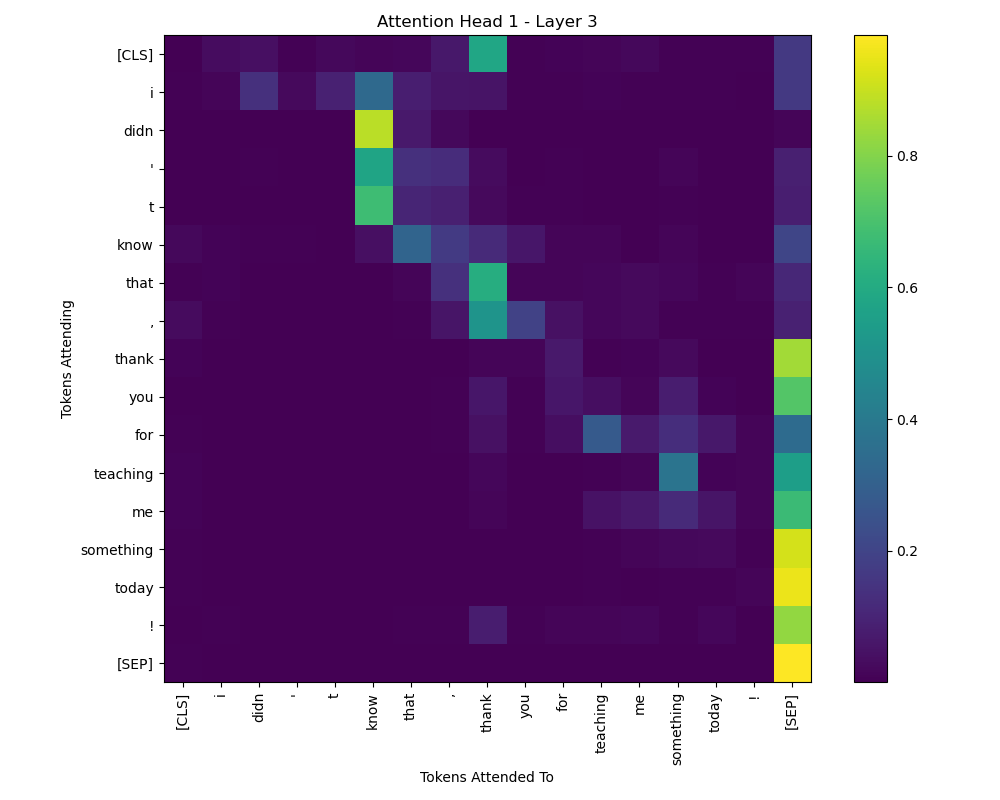 Attention Head 1 - Layer 3
Tokens Attending
[CLS]
i
didn
'
t
know
that
,
thank
you
for
teaching
me
something
today
!
[SEP]
[CLS]
i
didn
'
t
know
that
,
thank
you
for
teaching
me
something
today
!
[SEP]
Tokens Attended To
0.8
0.6
0.4
0.2